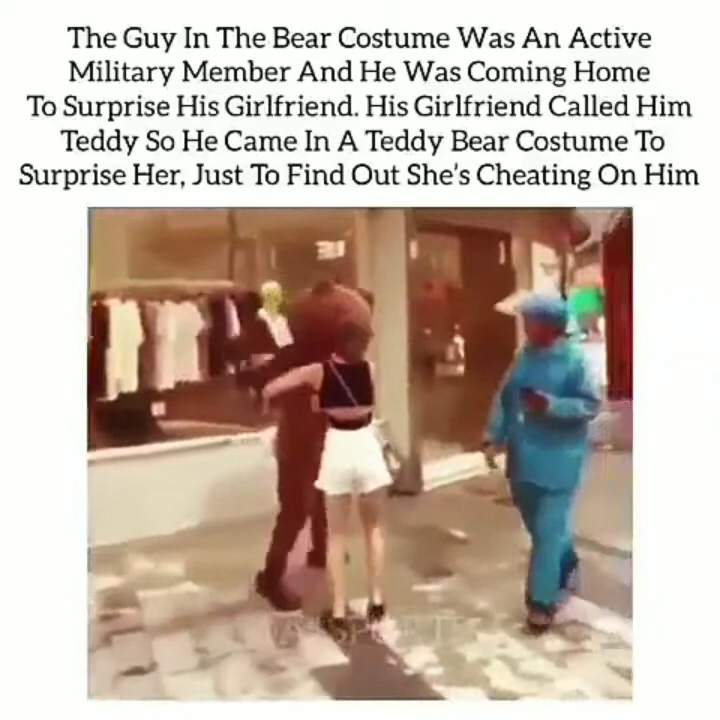 The Guy In The Bear Costume Was An Active
Military Member And He Was Coming Home
To Surprise His Girlfriend. His Girlfriend Called Him
Teddy So He Came In A Teddy Bear Costume To
Surprise Her, Just To Find Out She's Cheating On Him